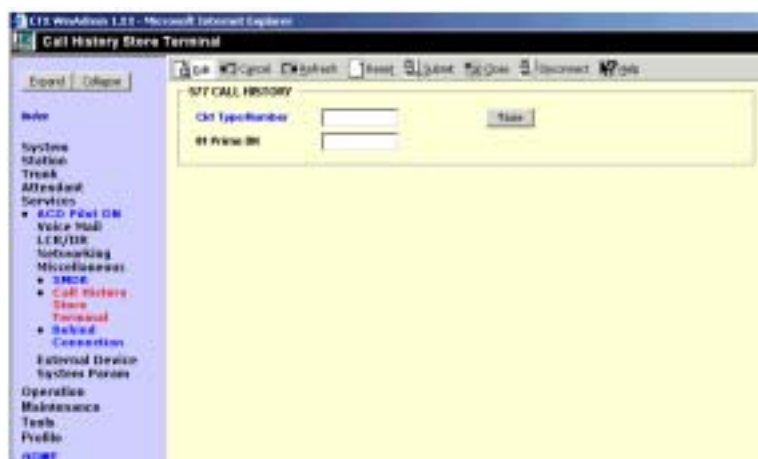 CTX WinAdmin 1.11 - Microsoft Internet Explorer
Call History Store Terminal
Expand Collapse
Exit Cancel Refresh Reset Submit Close Disconnect Help
577 CALL HISTORY
Ckt Type/Number
01 Prime DN
Index
System
Station
Trunk
Attendant
Services
ACD Pilot DN
Voice Mail
LCR/DR
Networking
Miscellaneous
SMDR
Call History
Store
Terminal
Behind
Connection
External Device
System Param
Operation
Maintenance
Tools
Profile
HOME